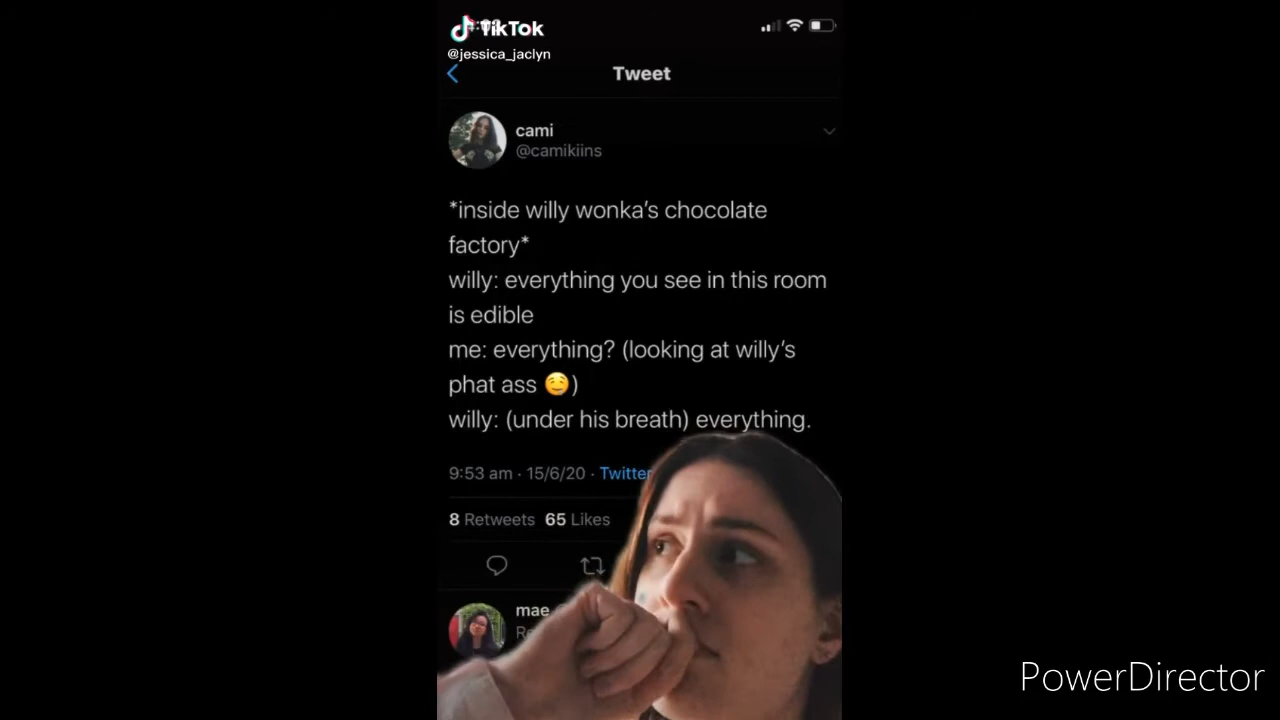 TikTok
@jessica_jaclyn
Tweet
cami
@camikiins
*inside willy wonka's chocolate
factory*
willy: everything you see in this room
is edible
me: everything? (looking at willy's
phat ass 🤤)
willy: (under his breath) everything.
9:53 am · 15/6/20 · Twitter
8 Retweets 65 Likes
mae
PowerDirector